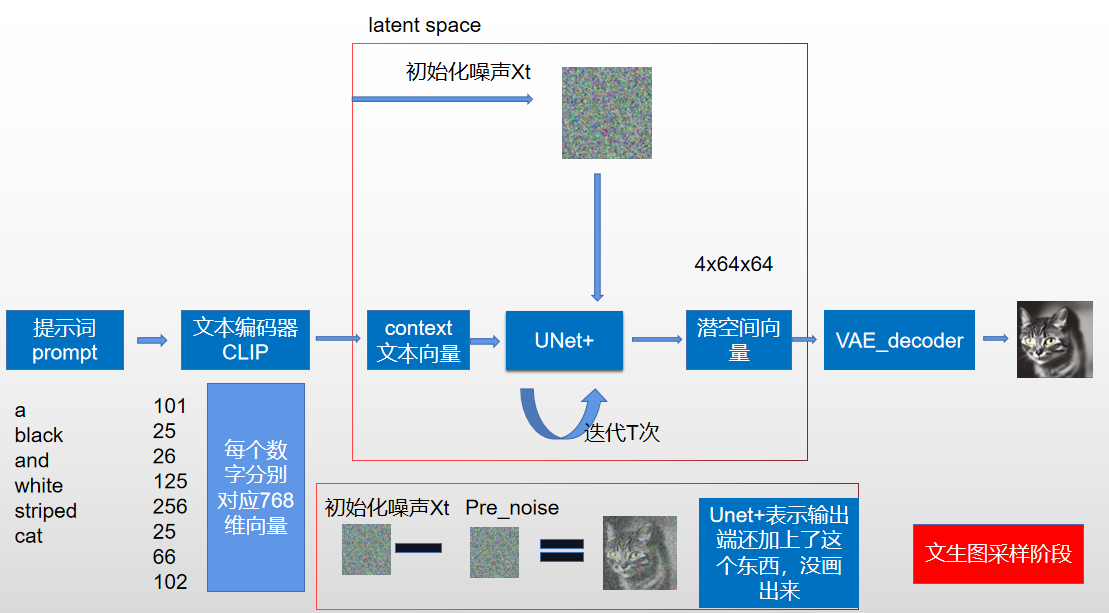 latent space
初始化噪声Xt
4x64x64
提示词
prompt
文本编码器
CLIP
context
文本向量
UNet+
潜空间向
量
VAE_decoder
迭代T次
a
black
and
white
striped
cat
101
25
26
125
256
25
66
102
每个数
字分别
对应768
维向量
初始化噪声Xt
Pre_noise
Unet+表示输出
端还加上了这
个东西，没画
出来
文生图采样阶段